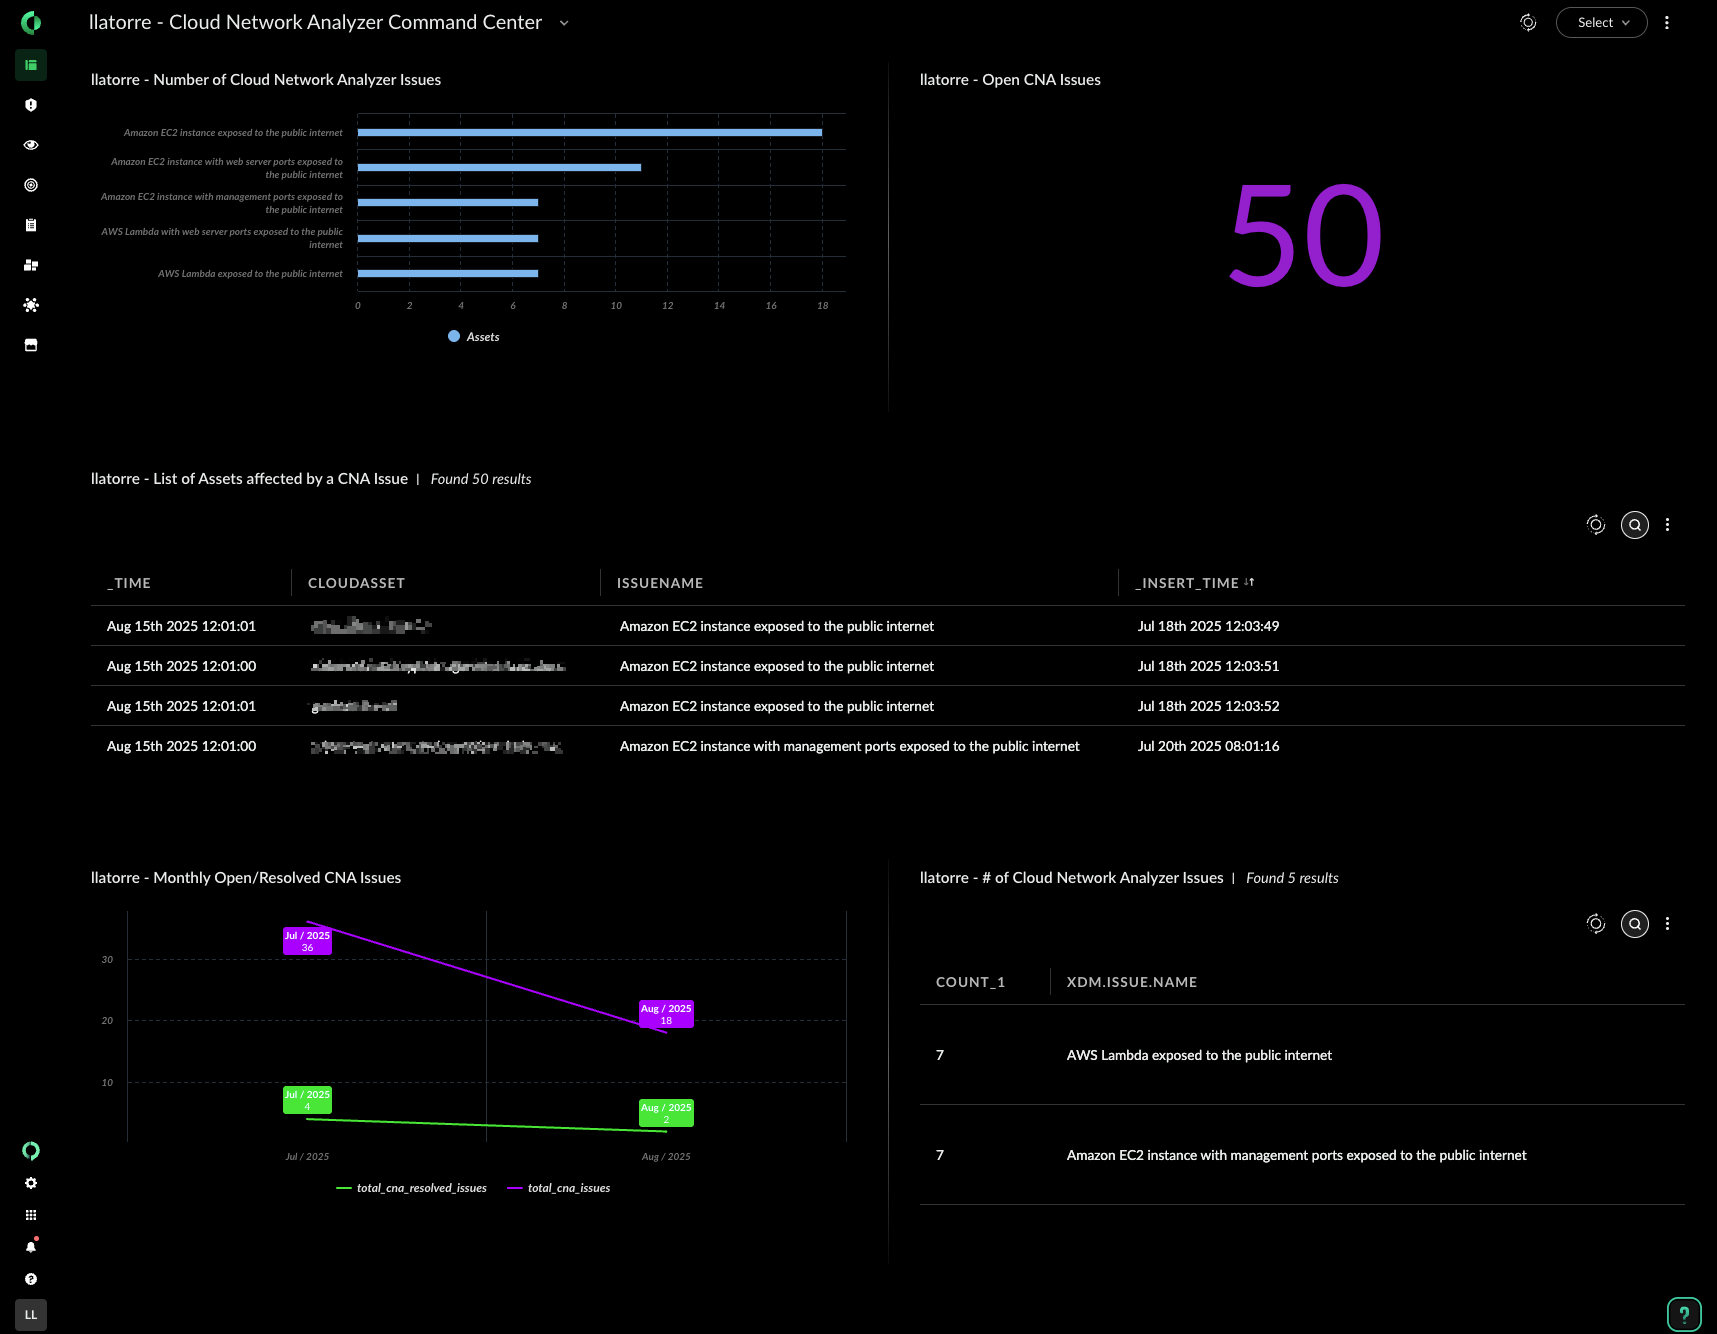 llatorre - Cloud Network Analyzer Command Center
Select
llatorre - Number of Cloud Network Analyzer Issues
Amazon EC2 instance exposed to the public internet
Amazon EC2 instance with web server ports exposed to
the public internet
Amazon EC2 instance with management ports exposed to
the public internet
AWS Lambda with web server ports exposed to the public
internet
AWS Lambda exposed to the public internet
0 2 4 6 8 10 12 14 16 18
Assets
llatorre - Open CNA Issues
50
llatorre - List of Assets affected by a CNA Issue | Found 50 results
_TIME CLOUDASSET ISSUENAME _INSERT_TIME
Aug 15th 2025 12:01:01 Amazon EC2 instance exposed to the public internet Jul 18th 2025 12:03:49
Aug 15th 2025 12:01:00 Amazon EC2 instance exposed to the public internet Jul 18th 2025 12:03:51
Aug 15th 2025 12:01:01 Amazon EC2 instance exposed to the public internet Jul 18th 2025 12:03:52
Aug 15th 2025 12:01:00 Amazon EC2 instance with management ports exposed to the public internet Jul 20th 2025 08:01:16
llatorre - Monthly Open/Resolved CNA Issues
30
20
10
Jul / 2025
36
Aug / 2025
18
Jul / 2025
4
Aug / 2025
2
Jul / 2025 Aug / 2025
total_cna_resolved_issues total_cna_issues
llatorre - # of Cloud Network Analyzer Issues | Found 5 results
COUNT_1 XDM.ISSUE.NAME
7 AWS Lambda exposed to the public internet
7 Amazon EC2 instance with management ports exposed to the public internet
LL
?